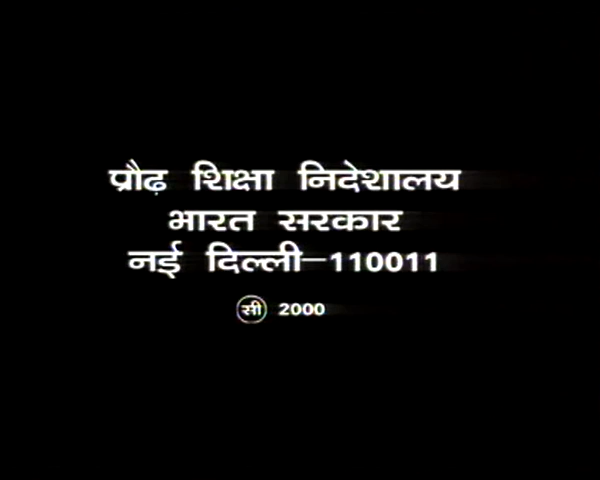 प्रौढ़ शिक्षा निदेशालय
भारत सरकार
नई दिल्ली–110011
सी 2000